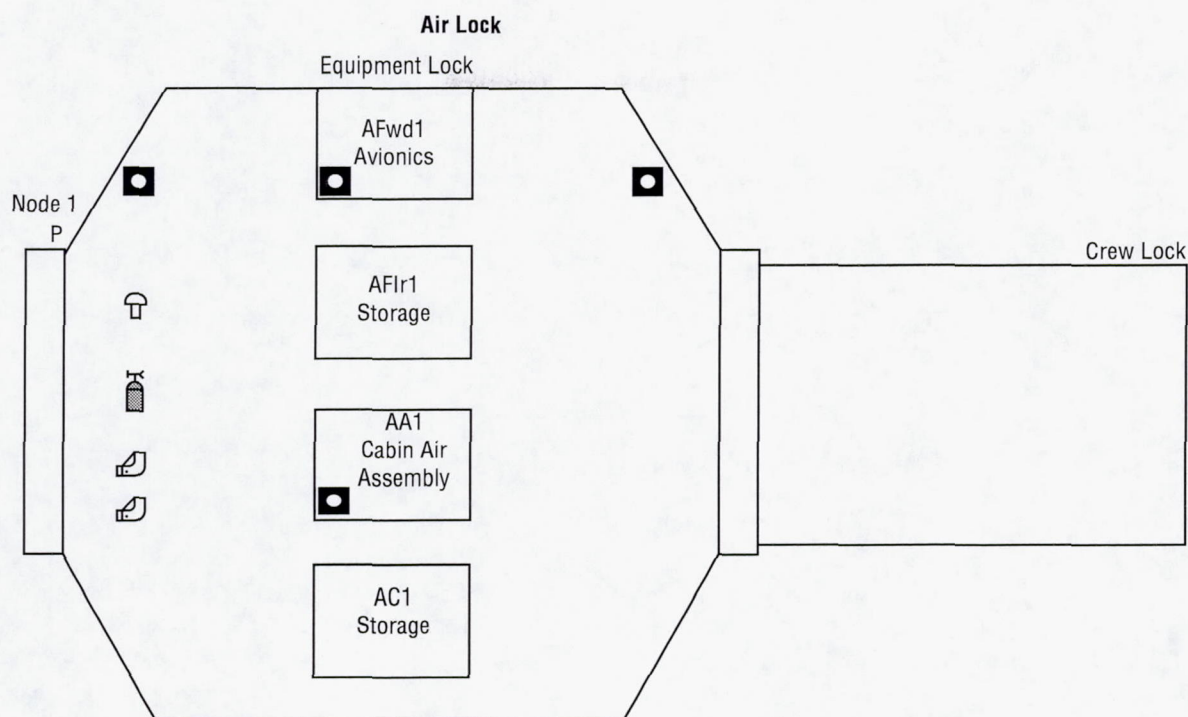 Air Lock
Equipment Lock
AFwd1
Avionics
Node 1
P
AFlr1
Storage
Crew Lock
AA1
Cabin Air
Assembly
AC1
Storage